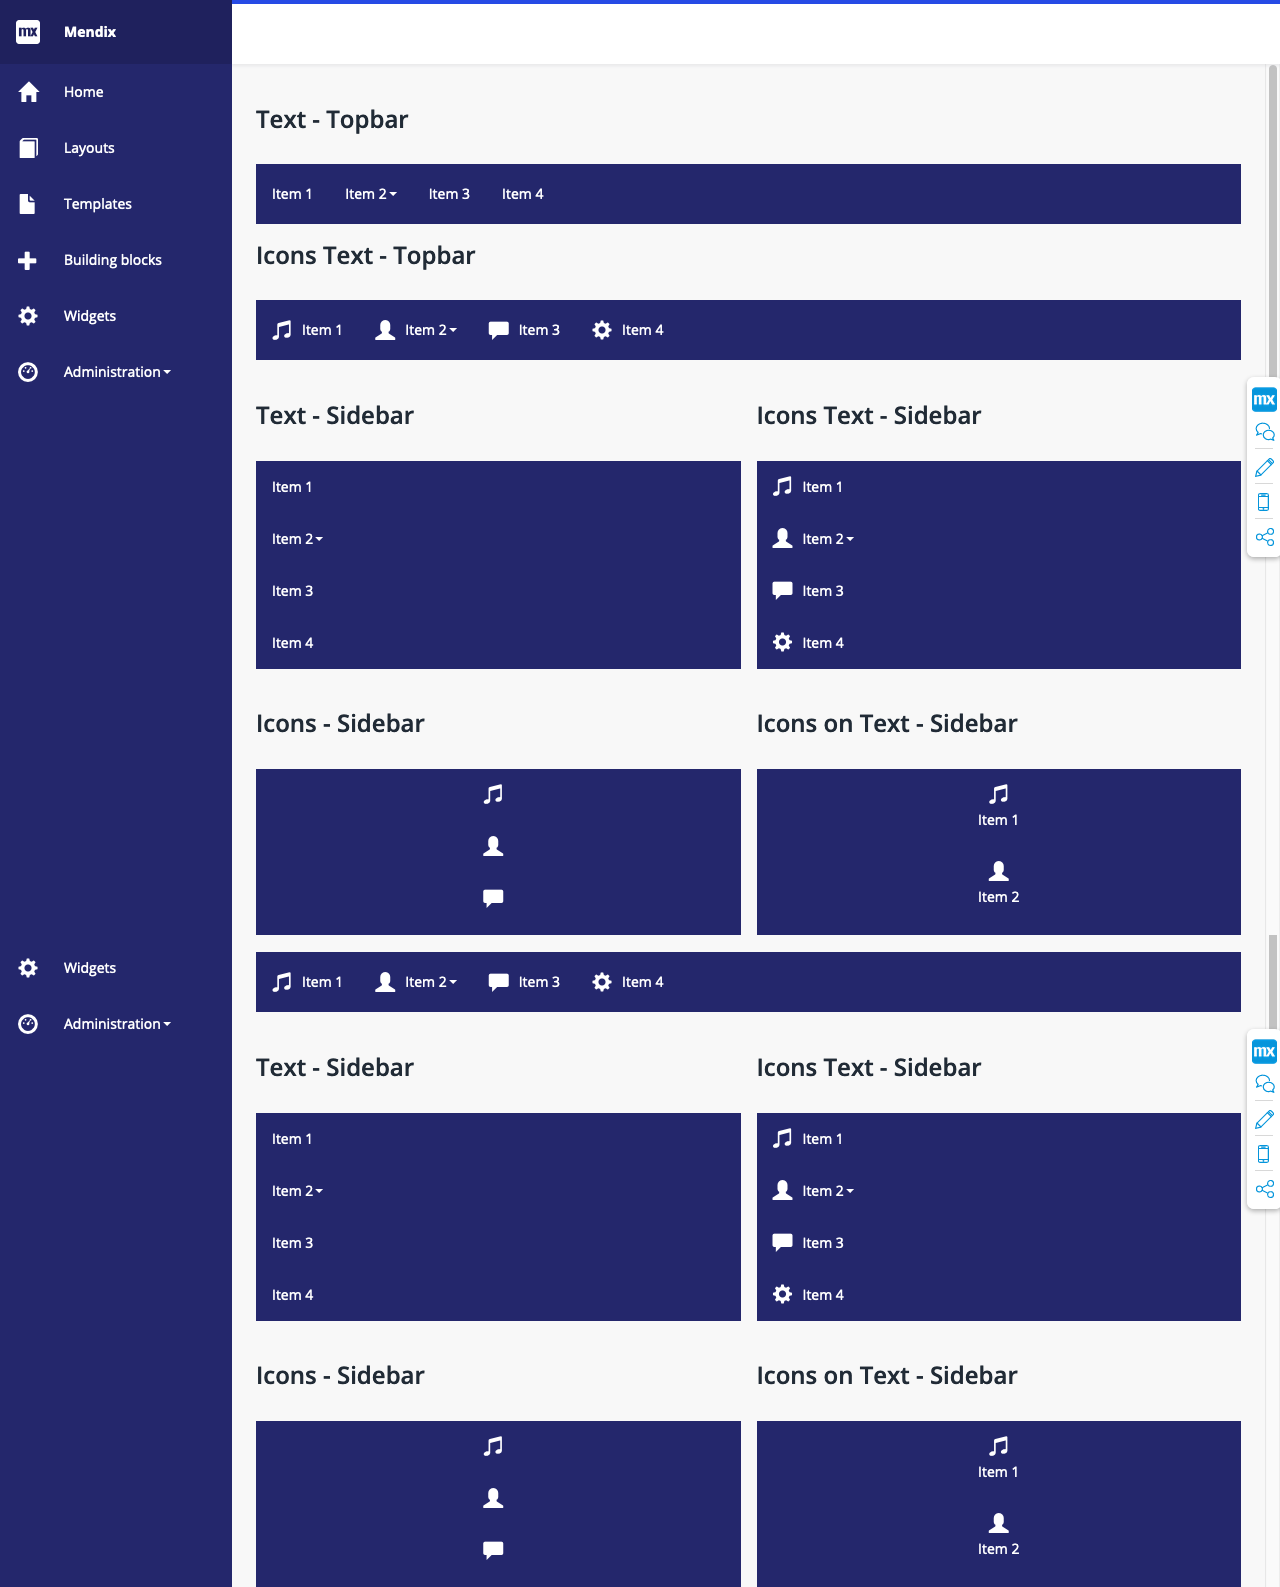 mx Mendix
Home
Layouts
Templates
Building blocks
Widgets
Administration
Text - Topbar
Item 1 Item 2 Item 3 Item 4
Icons Text - Topbar
Item 1 Item 2 Item 3 Item 4
Text - Sidebar
Item 1
Item 2
Item 3
Item 4
Icons Text - Sidebar
Item 1
Item 2
Item 3
Item 4
mx
Icons - Sidebar
Icons on Text - Sidebar
Item 1
Item 2
Widgets
Administration
Item 1 Item 2 Item 3 Item 4
Text - Sidebar
Item 1
Item 2
Item 3
Item 4
Icons Text - Sidebar
Item 1
Item 2
Item 3
Item 4
mx
Icons - Sidebar
Icons on Text - Sidebar
Item 1
Item 2